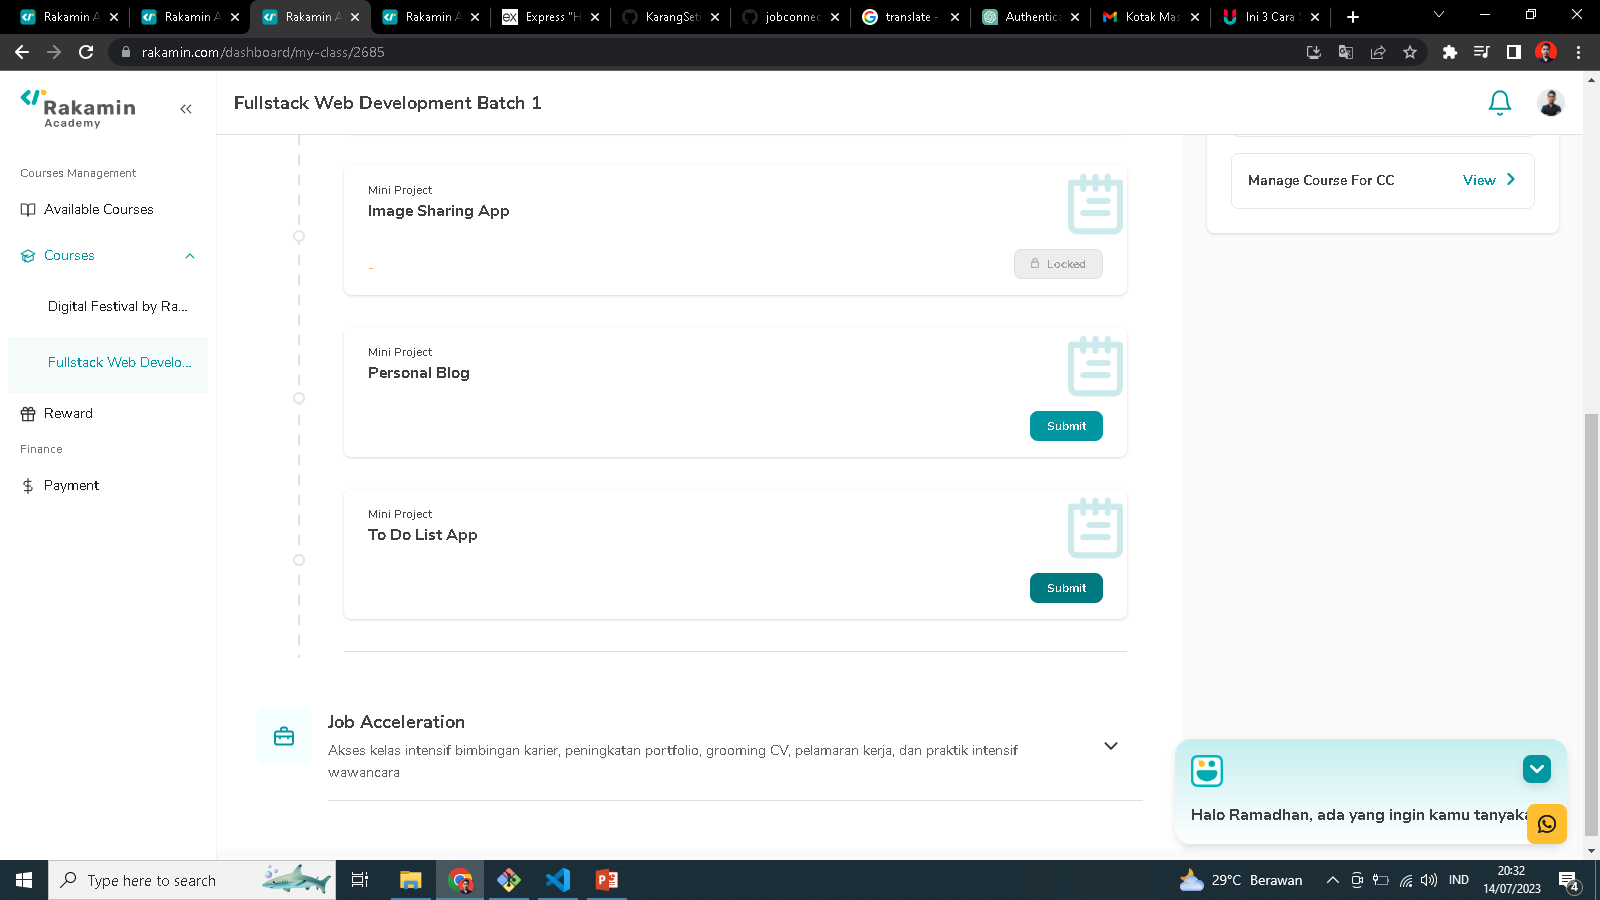 Rakamin A
Rakamin A
Rakamin A
Rakamin A
ex
Express "H
KarangSeti
jobconnec
translate -
Authentica
Kotak Mas
Ini 3 Cara
rakamin.com/dashboard/my-class/2685
Rakamin
Academy
Fullstack Web Development Batch 1
Courses Management
Available Courses
Courses
Digital Festival by Ra...
Fullstack Web Develo...
Reward
Finance
Payment
Mini Project
Image Sharing App
-
Locked
Mini Project
Personal Blog
Submit
Mini Project
To Do List App
Submit
Manage Course For CC
View
Job Acceleration
Akses kelas intensif bimbingan karier, peningkatan portfolio, grooming CV, pelamaran kerja, dan praktik intensif
wawancara
Halo Ramadhan, ada yang ingin kamu tanyaka
Type here to search
29°C Berawan
IND
20:32
14/07/2023
4